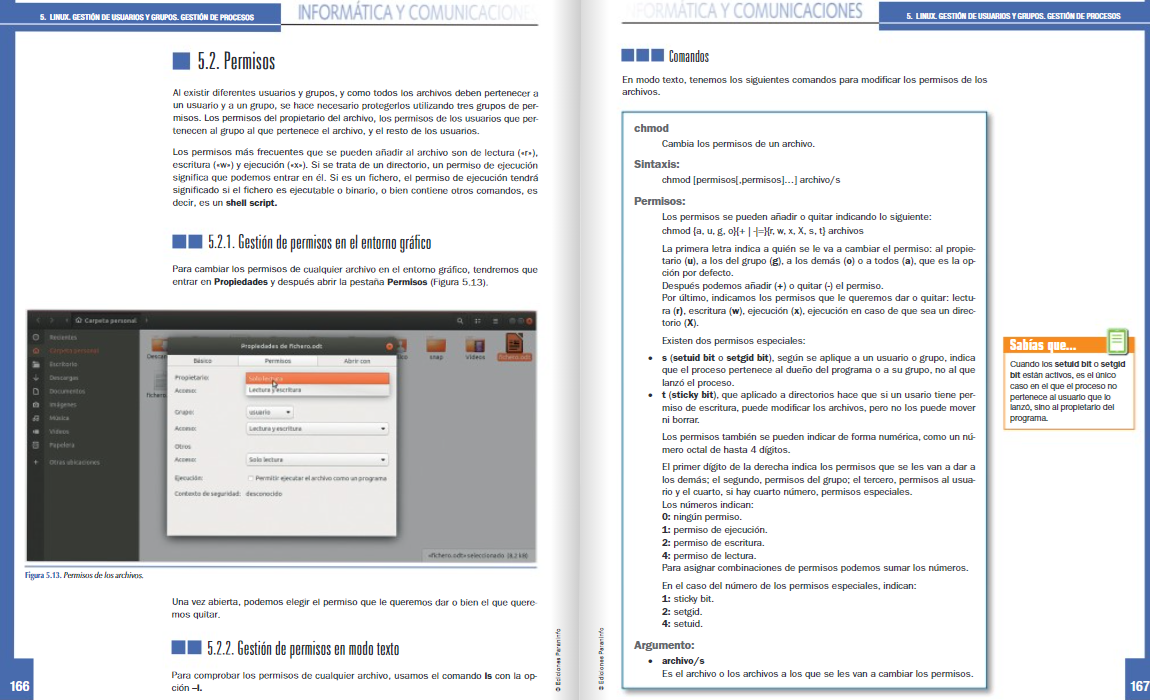 5. LINUX. GESTIÓN DE USUARIOS Y GRUPOS. GESTIÓN DE PROCESOS
INFORMÁTICA Y COMUNICACIONES
5.2. Permisos
Al existir diferentes usuarios y grupos, y como todos los archivos deben pertenecer a
un usuario y a un grupo, se hace necesario protegerlos utilizando tres grupos de per-
misos. Los permisos del propietario del archivo, los permisos de los usuarios que per-
tenecen al grupo al que pertenece el archivo, y el resto de los usuarios.
Los permisos más frecuentes que se pueden añadir al archivo son de lectura («r»),
escritura («w») y ejecución («x»). Si se trata de un directorio, un permiso de ejecución
significa que podemos entrar en él. Si es un fichero, el permiso de ejecución tendrá
significado si el fichero es ejecutable o binario, o bien contiene otros comandos, es
decir, es un shell script.
5.2.1. Gestión de permisos en el entorno gráfico
Para cambiar los permisos de cualquier archivo en el entorno gráfico, tendremos que
entrar en Propiedades y después abrir la pestaña Permisos (Figura 5.13).
Carpeta personal
Recientes
Carpeta personal
Escritorio
Descargas
Documentos
Imágenes
Música
Vídeos
Papelera
Otras ubicaciones
snap
Vídeos
fichero.odt
Propiedades de fichero.odt
Básico
Permisos
Abrir con
Propietario:
Solo lectura
Acceso:
Lectura y escritura
Grupo:
usuario
Acceso:
Lectura y escritura
Otros
Acceso:
Solo lectura
Ejecución:
Permitir ejecutar el archivo como un programa
Contexto de seguridad:
desconocido
«fichero.odt» seleccionado (8,2 kB)
Figura 5.13. Permisos de los archivos.
Una vez abierta, podemos elegir el permiso que le queremos dar o bien el que quere-
mos quitar.
5.2.2. Gestión de permisos en modo texto
Para comprobar los permisos de cualquier archivo, usamos el comando ls con la op-
ción –l.
166
© Ediciones Paraninfo
INFORMÁTICA Y COMUNICACIONES
5. LINUX. GESTIÓN DE USUARIOS Y GRUPOS. GESTIÓN DE PROCESOS
Comandos
En modo texto, tenemos los siguientes comandos para modificar los permisos de los
archivos.
chmod
Cambia los permisos de un archivo.
Sintaxis:
chmod [permisos[,permisos]...] archivo/s
Permisos:
Los permisos se pueden añadir o quitar indicando lo siguiente:
chmod {a, u, g, o}{+ | -|=}{r, w, x, X, s, t} archivos
La primera letra indica a quién se le va a cambiar el permiso: al propie-
tario (u), a los del grupo (g), a los demás (o) o a todos (a), que es la op-
ción por defecto.
Después podemos añadir (+) o quitar (-) el permiso.
Por último, indicamos los permisos que le queremos dar o quitar: lectu-
ra (r), escritura (w), ejecución (x), ejecución en caso de que sea un direc-
torio (X).
Existen dos permisos especiales:
• s (setuid bit o setgid bit), según se aplique a un usuario o grupo, indica
que el proceso pertenece al dueño del programa o a su grupo, no al que
lanzó el proceso.
• t (sticky bit), que aplicado a directorios hace que si un usario tiene per-
miso de escritura, puede modificar los archivos, pero no los puede mover
ni borrar.
Los permisos también se pueden indicar de forma numérica, como un nú-
mero octal de hasta 4 dígitos.
El primer dígito de la derecha indica los permisos que se les van a dar a
los demás; el segundo, permisos del grupo; el tercero, permisos al usua-
rio y el cuarto, si hay cuarto número, permisos especiales.
Los números indican:
0: ningún permiso.
1: permiso de ejecución.
2: permiso de escritura.
4: permiso de lectura.
Para asignar combinaciones de permisos podemos sumar los números.
En el caso del número de los permisos especiales, indican:
1: sticky bit.
2: setgid.
4: setuid.
Argumento:
• archivo/s
Es el archivo o los archivos a los que se les van a cambiar los permisos.
Sabías que...
Cuando los setuid bit o setgid
bit están activos, es el único
caso en el que el proceso no
pertenece al usuario que lo
lanzó, sino al propietario del
programa.
© Ediciones Paraninfo
167